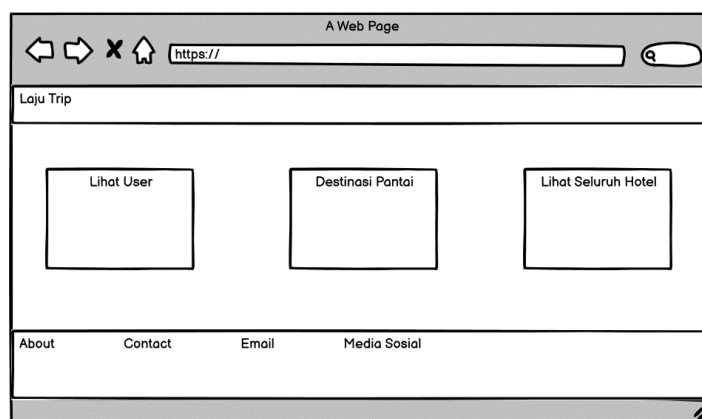 A Web Page
https://
Laju Trip
Lihat User
Destinasi Pantai
Lihat Seluruh Hotel
About
Contact
Email
Media Sosial